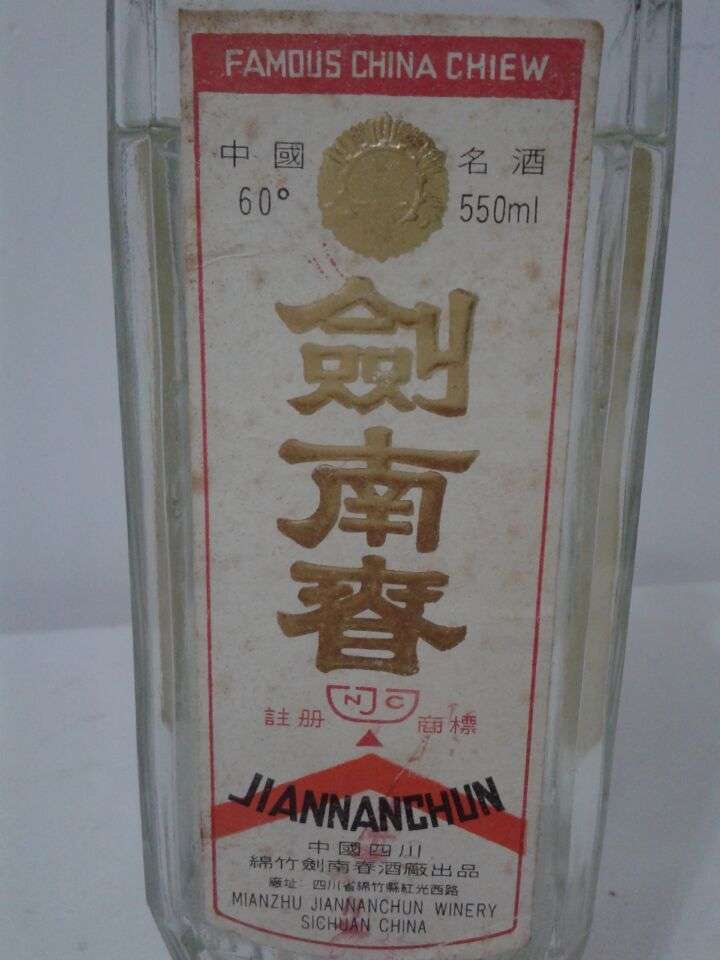 FAMOUS CHINA CHIEW
中國 名酒
60° 550ml
劍
南
春
NJC
註册 商標
JIANNANCHUN
中國四川
綿竹劍南春酒廠出品
廠址：四川省綿竹縣紅光西路
MIANZHU JIANNANCHUN WINERY
SICHUAN CHINA